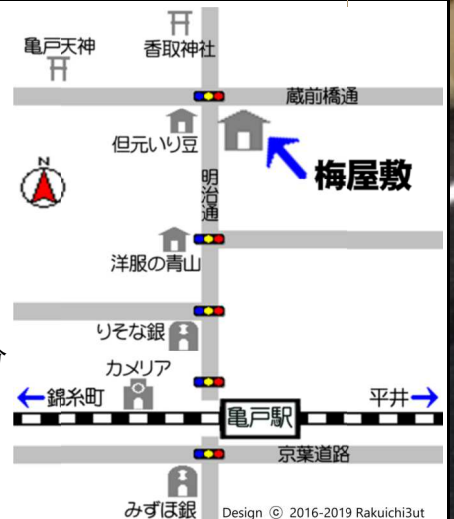 亀戸天神
香取神社
蔵前橋通
但元いり豆
梅屋敷
N
明治通
洋服の青山
りそな銀
カメリア
錦糸町
亀戸駅
平井
京葉道路
みずほ銀
Design © 2016-2019 Rakuichi3ut